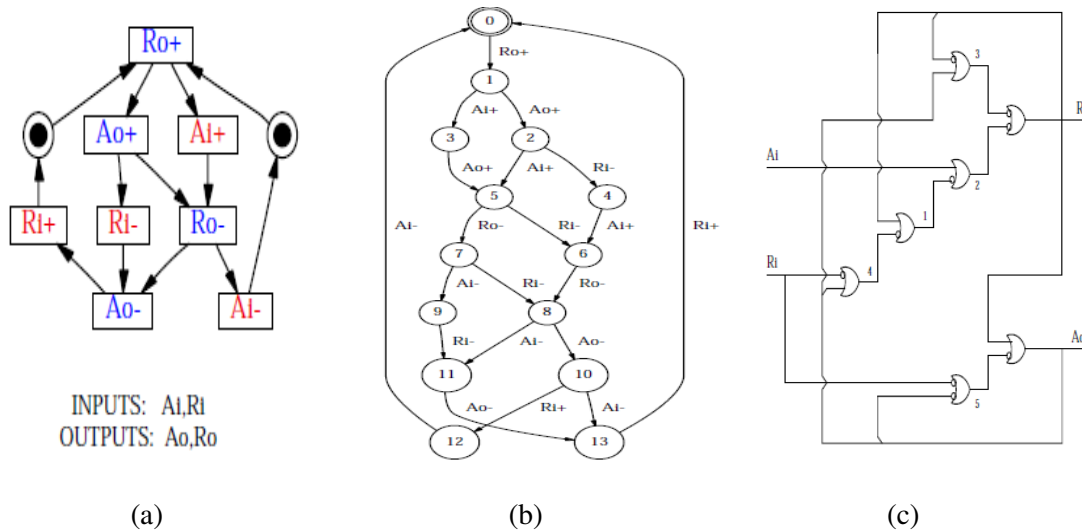 Ro+
Ao+
Ai+
Ri+
Ri-
Ro-
Ao-
Ai-
INPUTS: Ai,Ri
OUTPUTS: Ao,Ro
(a)
0
Ro+
1
Ai+
Ao+
3
2
Ao+
Ai+
Ri-
5
4
Ai-
Ro-
Ri-
Ai+
Ri+
7
6
Ai-
Ri-
Ro-
9
8
Ri-
Ai-
Ao-
11
10
Ao-
Ri+
Ai-
12
13
(b)
3
Ai
2
1
Ri
4
5
(c)